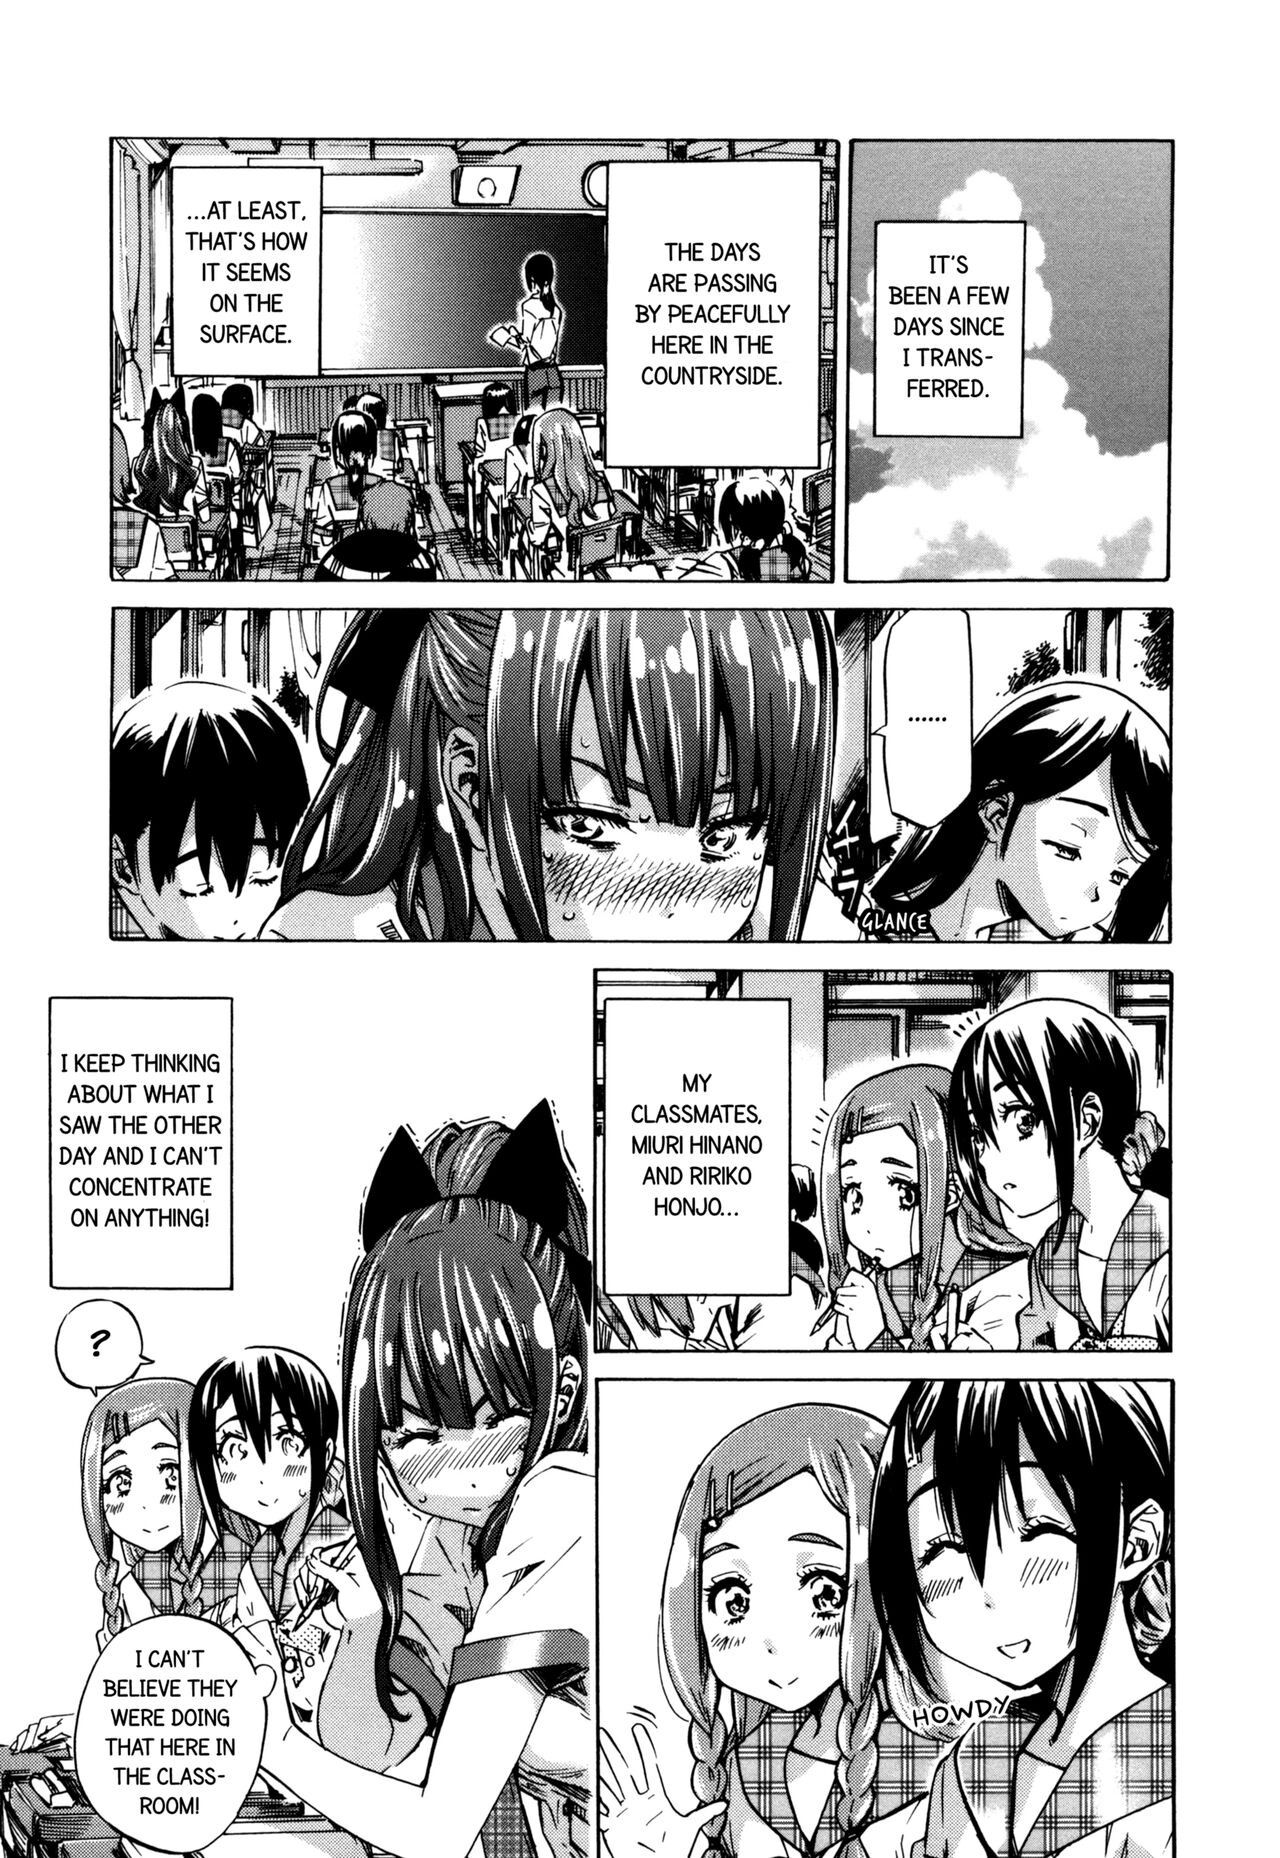 IT'S
BEEN A FEW
DAYS SINCE
I TRANS-
FERRED.
THE DAYS
ARE PASSING
BY PEACEFULLY
HERE IN THE
COUNTRYSIDE.
...AT LEAST,
THAT'S HOW
IT SEEMS
ON THE
SURFACE.
.......
GLANCE
MY
CLASSMATES,
MIURI HINANO
AND RIRIKO
HONJO...
HOWDY
I KEEP THINKING
ABOUT WHAT I
SAW THE OTHER
DAY AND I CAN'T
CONCENTRATE
ON ANYTHING!
?
I CAN'T
BELIEVE THEY
WERE DOING
THAT HERE IN
THE CLASS-
ROOM!